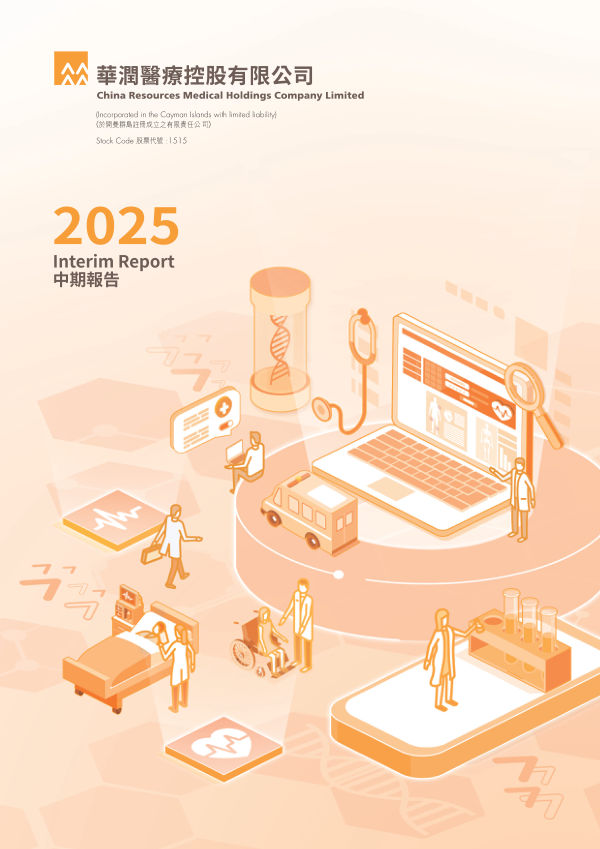 華潤醫療控股有限公司
China Resources Medical Holdings Company Limited
(Incorporated in the Cayman Islands with limited liability)
(於開曼群島註冊成立之有限責任公司)
Stock Code 股票代號 : 1515
2025
Interim Report
中期報告